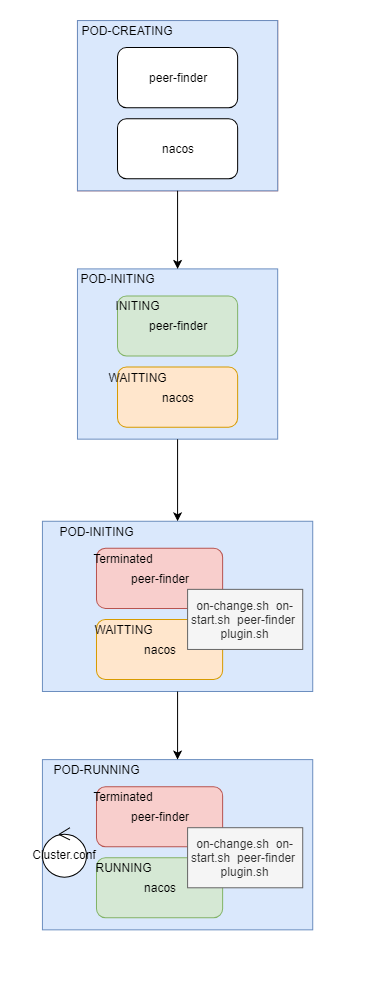 POD-CREATING
peer-finder
nacos
POD-INITING
INITING
peer-finder
WAITTING
nacos
POD-INITING
Terminated
peer-finder
on-change.sh on-
start.sh peer-finder
plugin.sh
WAITTING
nacos
POD-RUNNING
Terminated
peer-finder
on-change.sh on-
start.sh peer-finder
plugin.sh
Cluster.conf
RUNNING
nacos